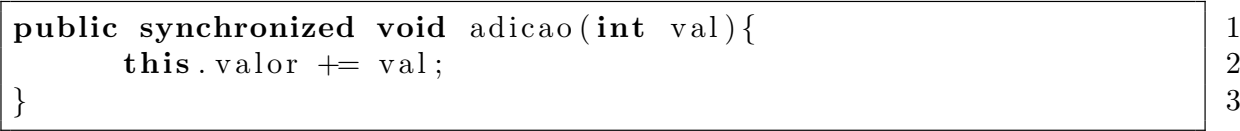 public synchronized void adicao(int val){ 1
this.valor += val; 2
} 3